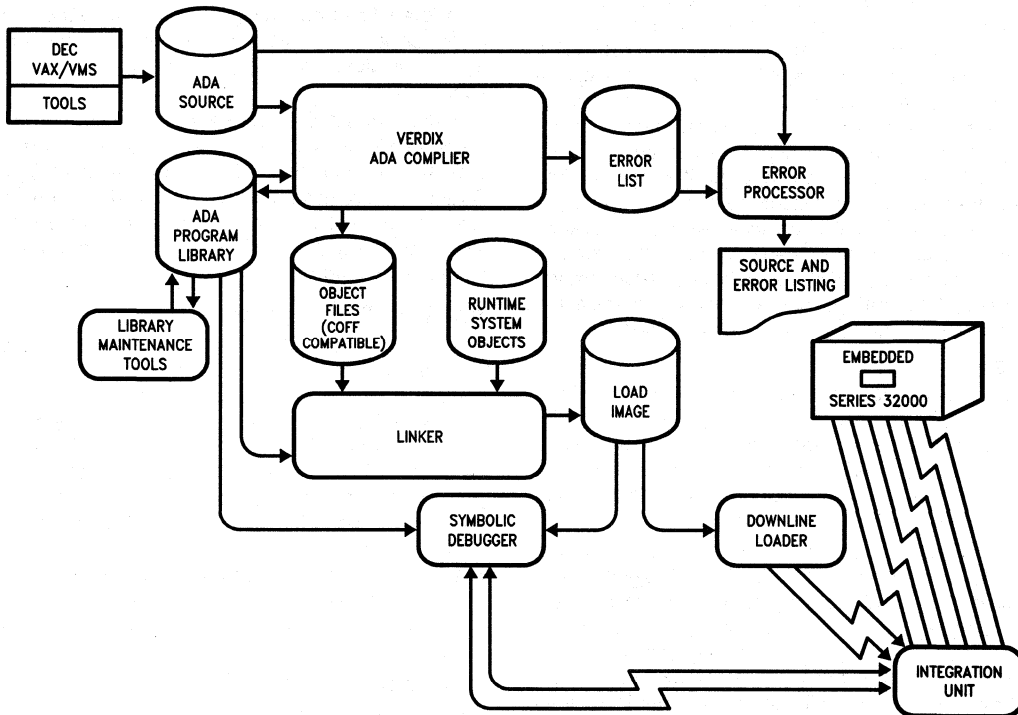 DEC
VAX/VMS
TOOLS
ADA
SOURCE
VERDIX
ADA COMPLIER
ERROR
LIST
ERROR
PROCESSOR
ADA
PROGRAM
LIBRARY
OBJECT
FILES
(COFF
COMPATIBLE)
RUNTIME
SYSTEM
OBJECTS
SOURCE AND
ERROR LISTING
LIBRARY
MAINTENANCE
TOOLS
LINKER
LOAD
IMAGE
EMBEDDED
SERIES 32000
SYMBOLIC
DEBUGGER
DOWNLINE
LOADER
INTEGRATION
UNIT